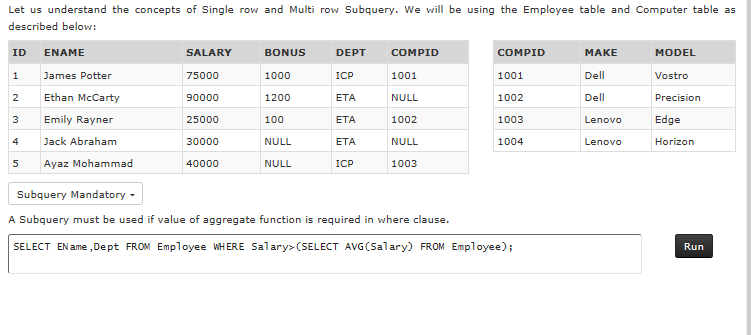 Let us understand the concepts of Single row and Multi row Subquery. We will be using the Employee table and Computer table as
described below:
ID ENAME SALARY BONUS DEPT COMPID
1 James Potter 75000 1000 ICP 1001
2 Ethan McCarty 90000 1200 ETA NULL
3 Emily Rayner 25000 100 ETA 1002
4 Jack Abraham 30000 NULL ETA NULL
5 Ayaz Mohammad 40000 NULL ICP 1003
COMPID MAKE MODEL
1001 Dell Vostro
1002 Dell Precision
1003 Lenovo Edge
1004 Lenovo Horizon
Subquery Mandatory
A Subquery must be used if value of aggregate function is required in where clause.
SELECT EName,Dept FROM Employee WHERE Salary>(SELECT AVG(Salary) FROM Employee);
Run